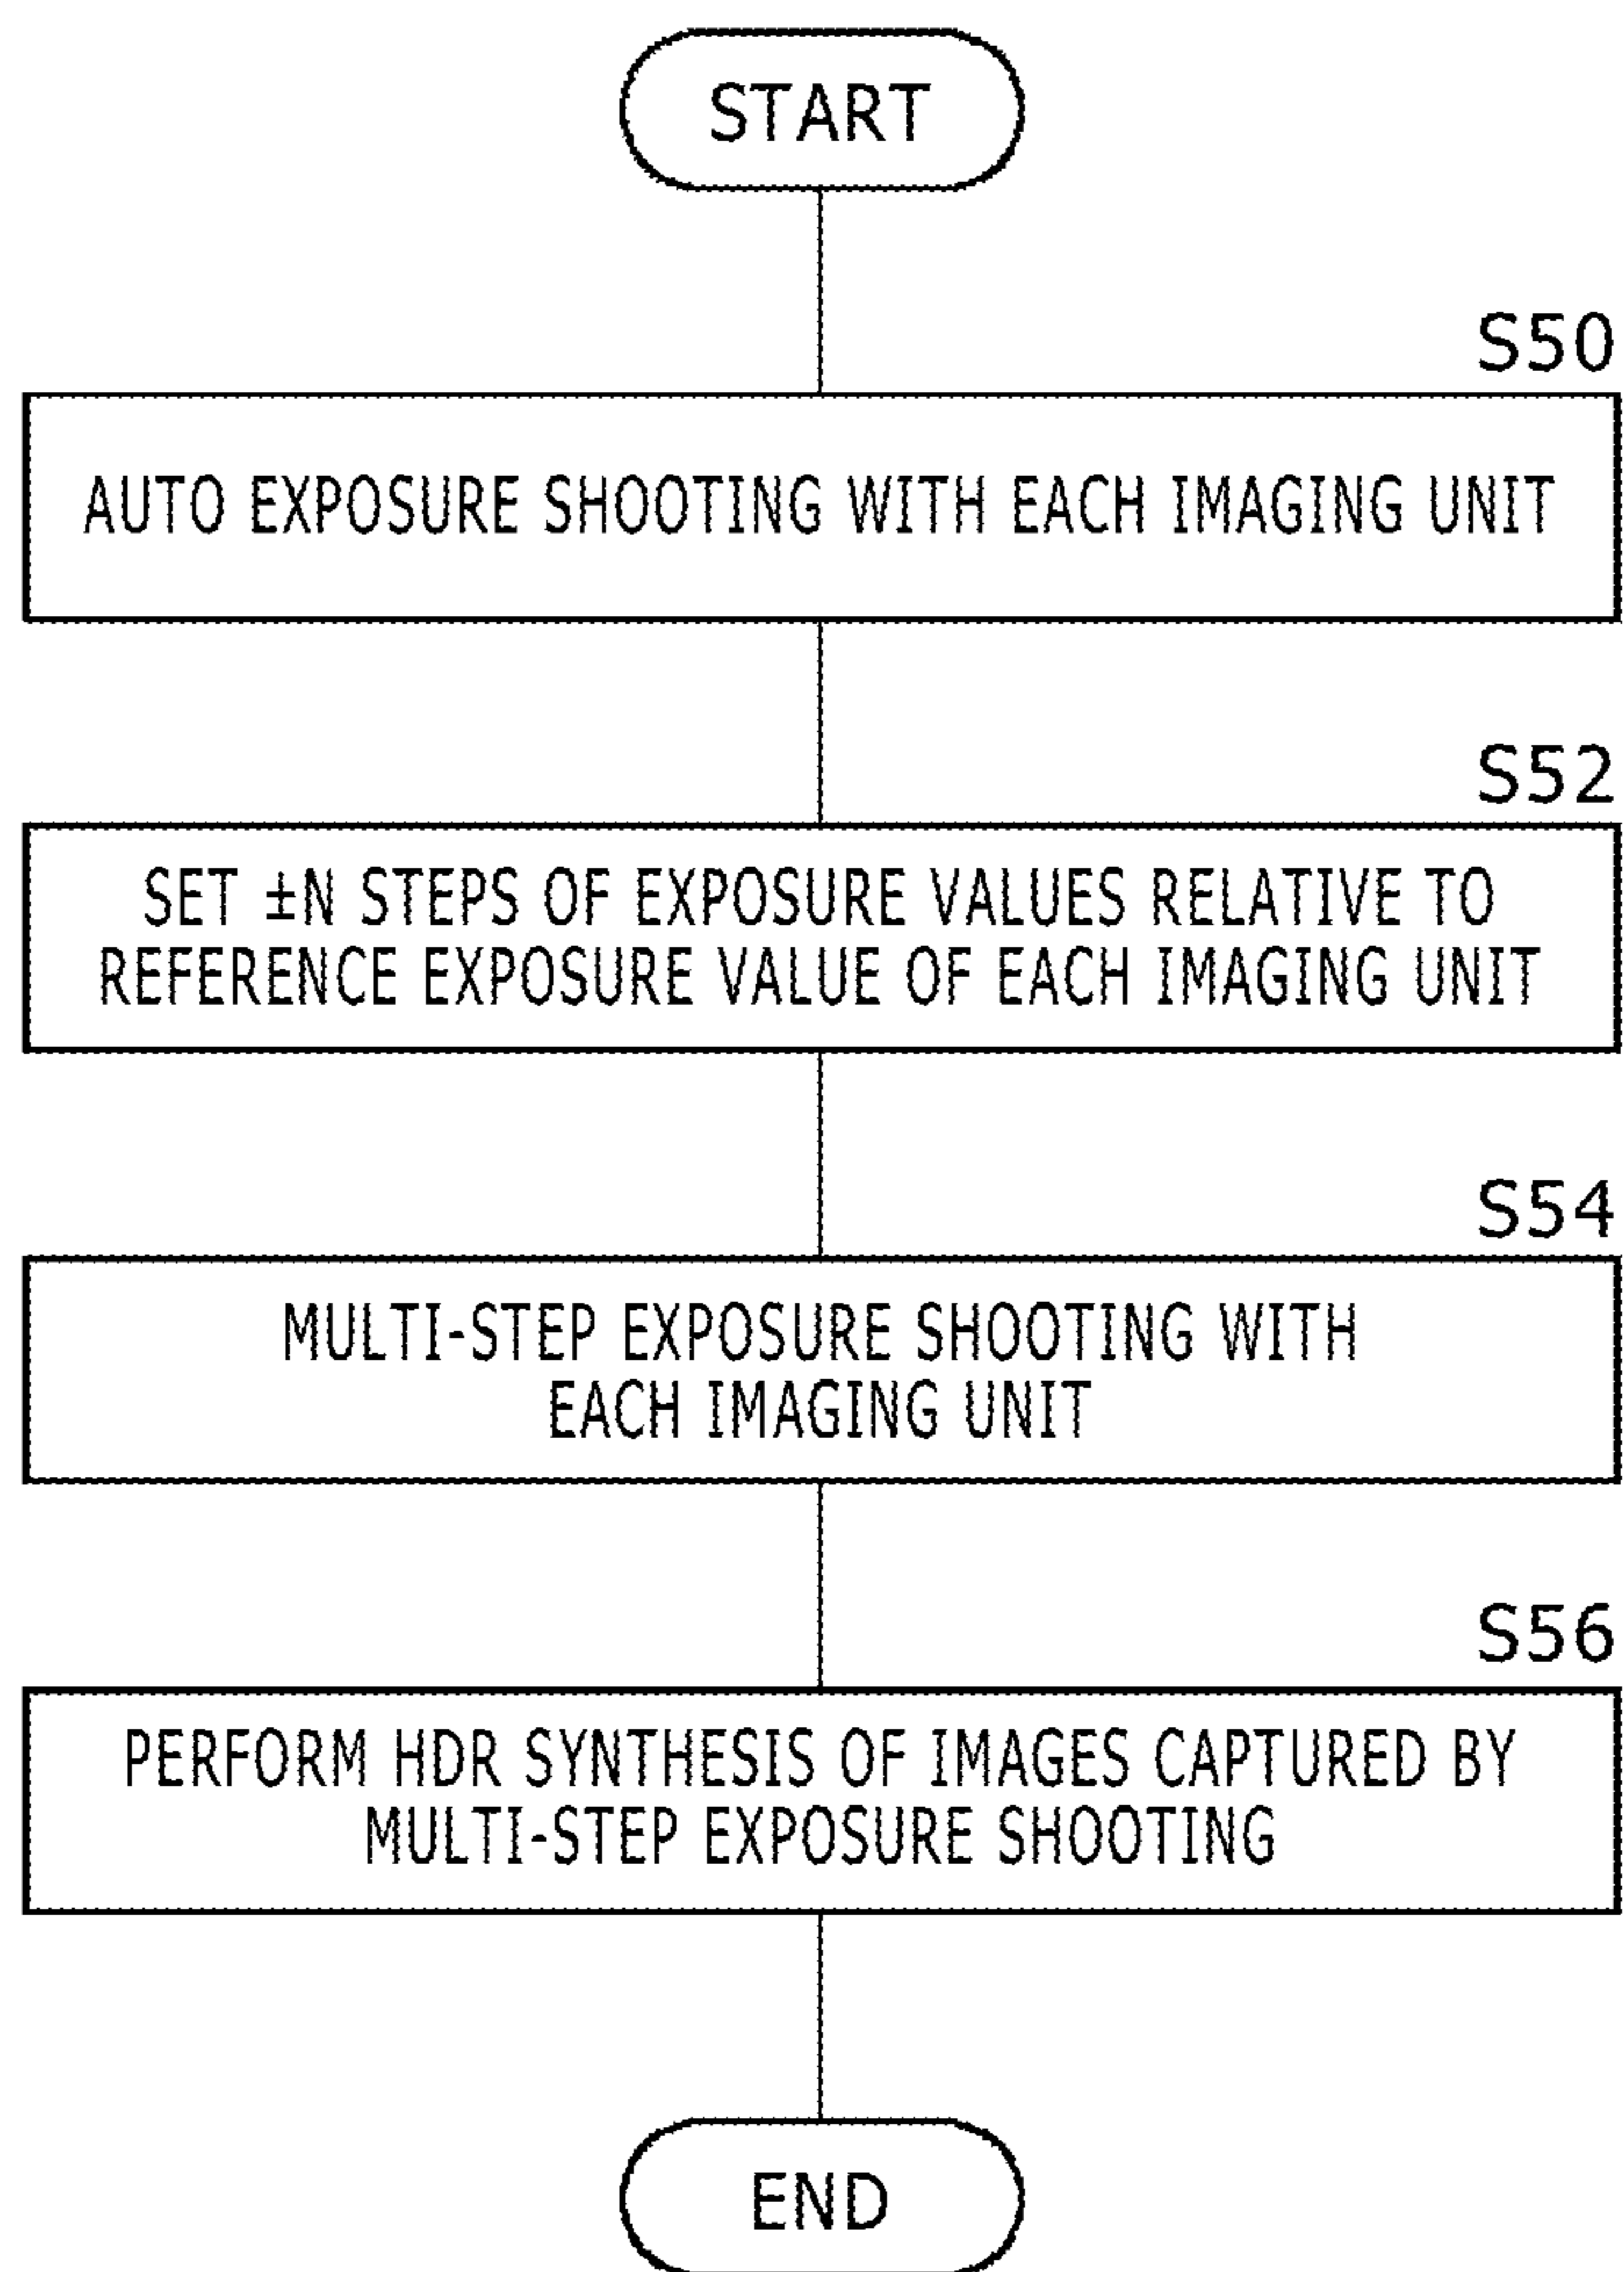 START
S50
AUTO EXPOSURE SHOOTING WITH EACH IMAGING UNIT
S52
SET ±N STEPS OF EXPOSURE VALUES RELATIVE TO
REFERENCE EXPOSURE VALUE OF EACH IMAGING UNIT
S54
MULTI-STEP EXPOSURE SHOOTING WITH
EACH IMAGING UNIT
S56
PERFORM HDR SYNTHESIS OF IMAGES CAPTURED BY
MULTI-STEP EXPOSURE SHOOTING
END